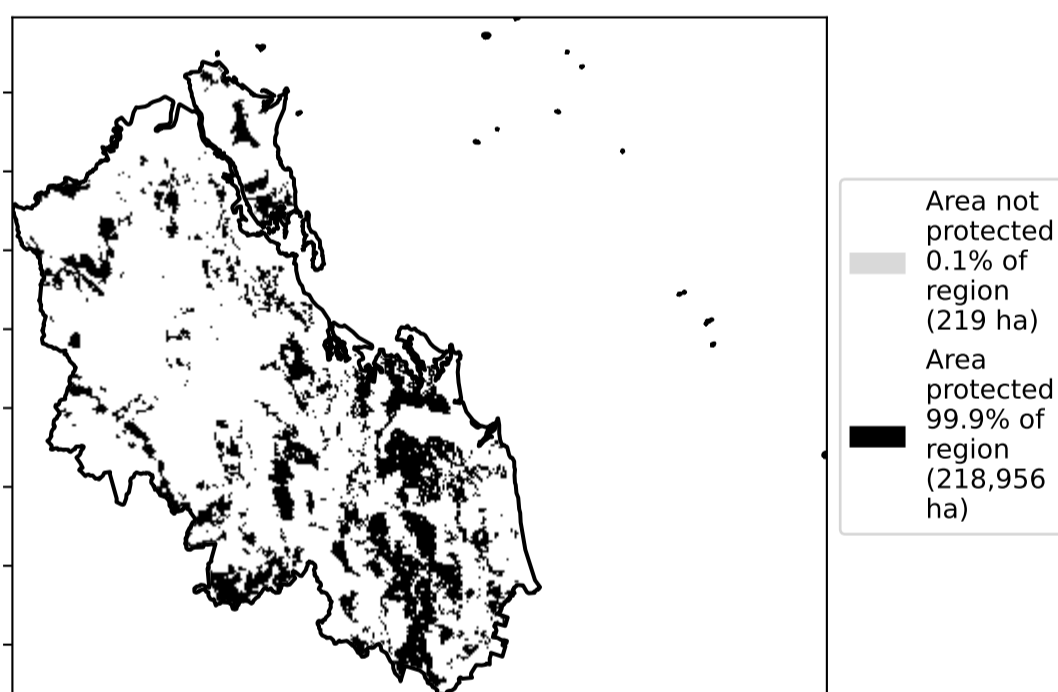 Area not
protected
0.1% of
region
(219 ha)
Area
protected
99.9% of
region
(218,956
ha)